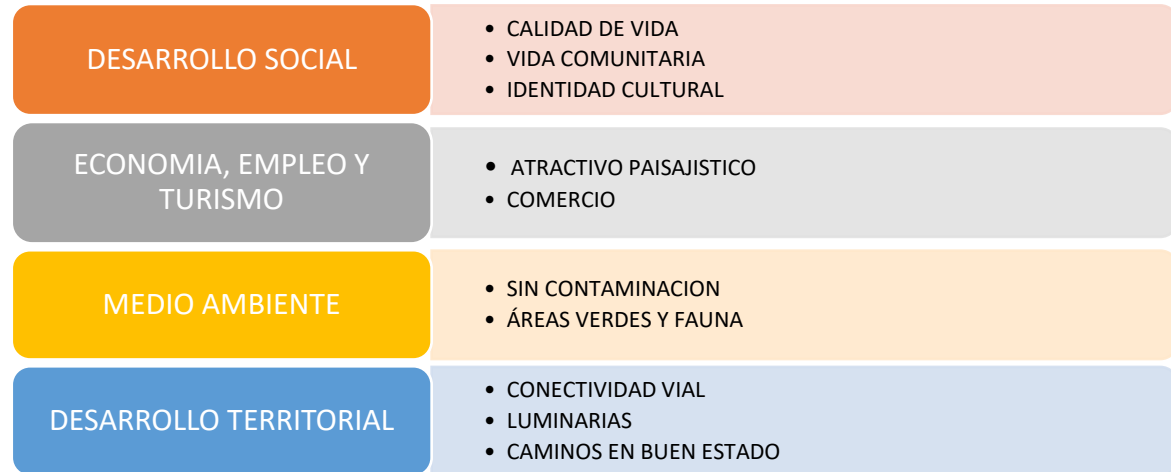 DESARROLLO SOCIAL
• CALIDAD DE VIDA
• VIDA COMUNITARIA
• IDENTIDAD CULTURAL
ECONOMIA, EMPLEO Y
TURISMO
• ATRACTIVO PAISAJISTICO
• COMERCIO
MEDIO AMBIENTE
• SIN CONTAMINACION
• ÁREAS VERDES Y FAUNA
DESARROLLO TERRITORIAL
• CONECTIVIDAD VIAL
• LUMINARIAS
• CAMINOS EN BUEN ESTADO